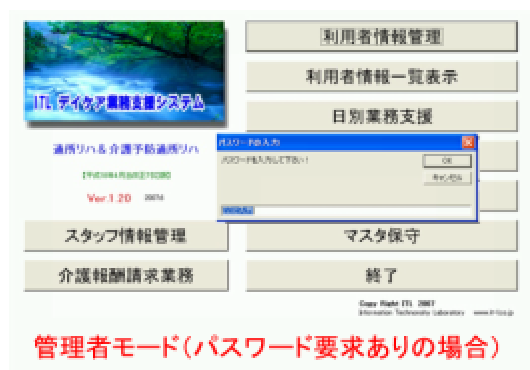 利用者情報管理
利用者情報一覧表示
ITL デイケア業務支援システム
日別業務支援
通所リハ&介護予防通所リハ
パスワードの入力
パスワードを入力して下さい!
OK
キャンセル
Ver.1.20
スタッフ情報管理
マスタ保守
介護報酬請求業務
終了
Copy Right ITL 2007
Information Technology Laboratory
管理者モード(パスワード要求ありの場合)